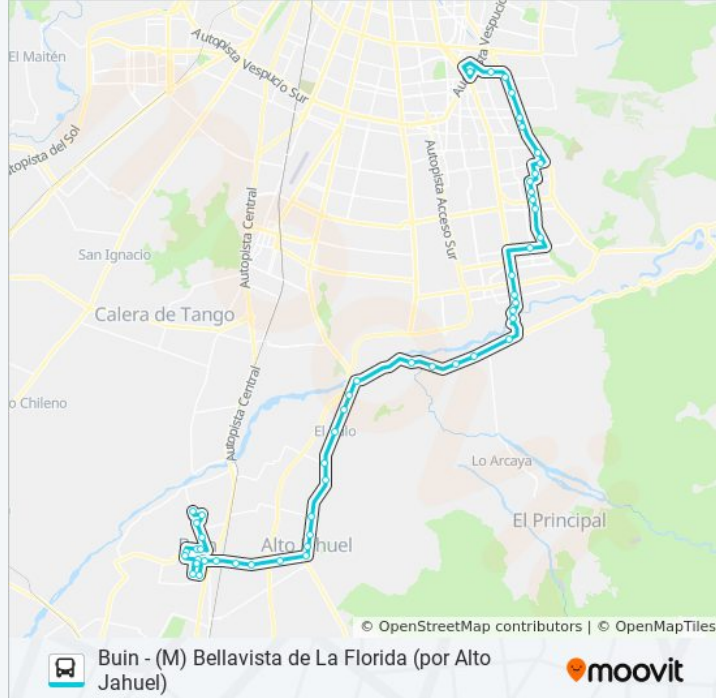 El Maitén
Autopista Vespucio Sur
Autopista Vespucio
Autopista del Sol
Autopista Acceso Sur
Autopista Central
San Ignacio
Calera de Tango
o Chileno
Autopista Central
Lo Arcaya
El Principal
Alto Jahuel
© OpenStreetMap contributors | © OpenMapTiles
Buin - (M) Bellavista de La Florida (por Alto
Jahuel)
moovit